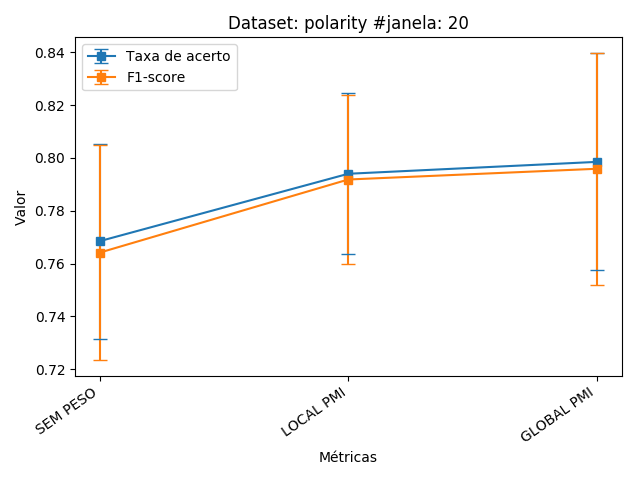 Dataset: polarity #janela: 20
Taxa de acerto
F1-score
0.84
0.82
0.80
0.78
0.76
0.74
0.72
Valor
SEM PESO
LOCAL PMI
GLOBAL PMI
Métricas